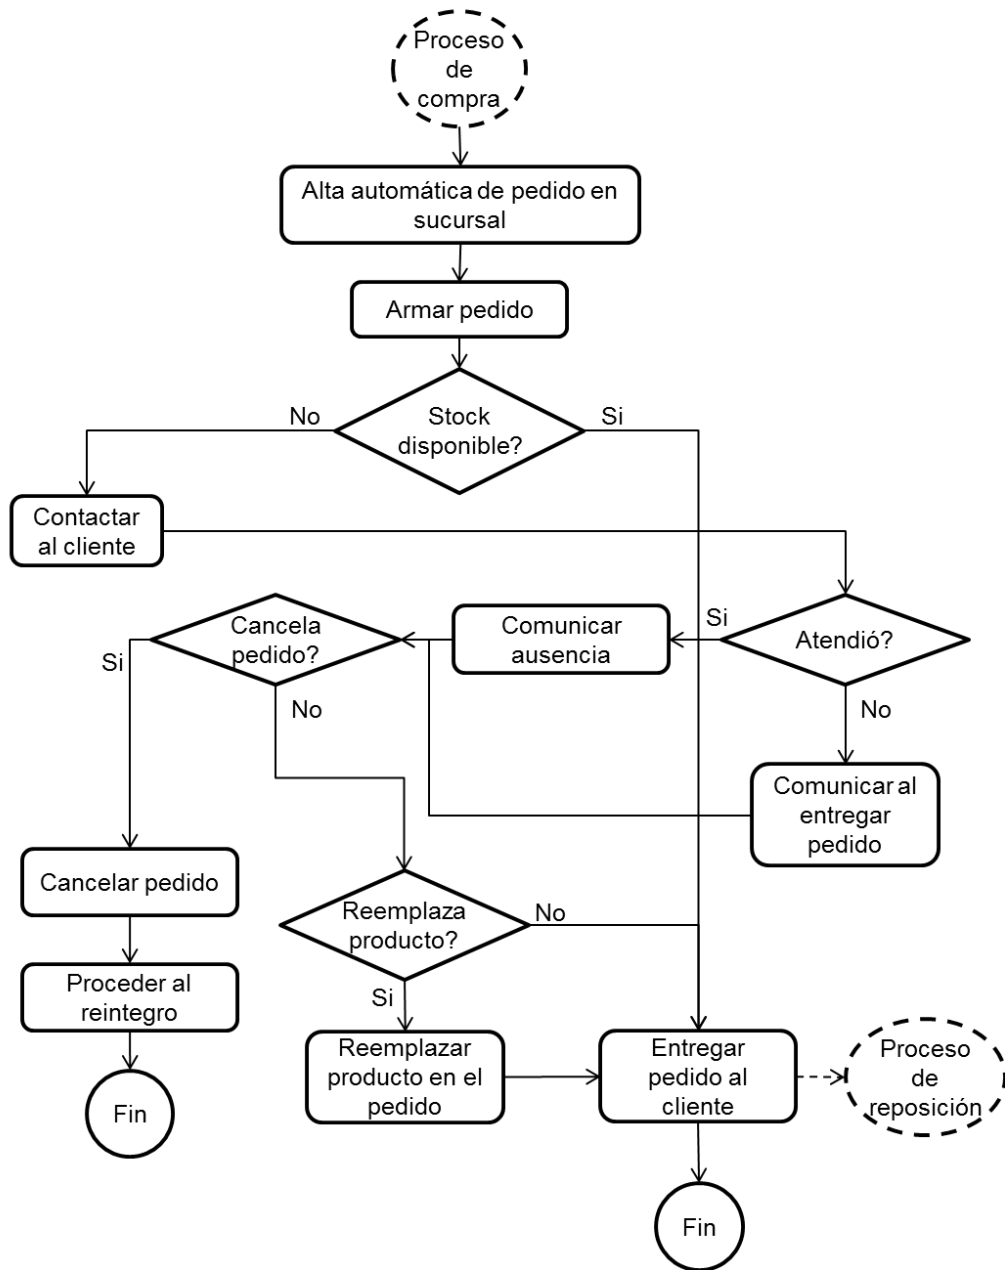 Proceso
de
compra
Alta automática de pedido en
sucursal
Armar pedido
No
Stock
disponible?
Si
Contactar
al cliente
Cancela
pedido?
Si
No
Comunicar
ausencia
Si
Atendió?
No
Comunicar al
entregar
pedido
Cancelar pedido
Reemplaza
producto?
No
Si
Proceder al
reintegro
Reemplazar
producto en el
pedido
Entregar
pedido al
cliente
Proceso
de
reposición
Fin
Fin